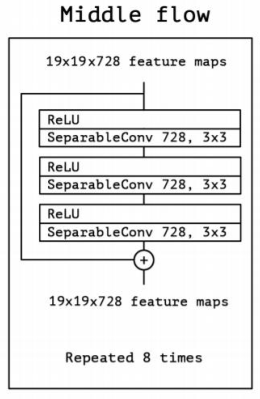 Middle flow
19x19x728 feature maps
ReLU
SeparableConv 728, 3x3
ReLU
SeparableConv 728, 3x3
ReLU
SeparableConv 728, 3x3
+
19x19x728 feature maps
Repeated 8 times